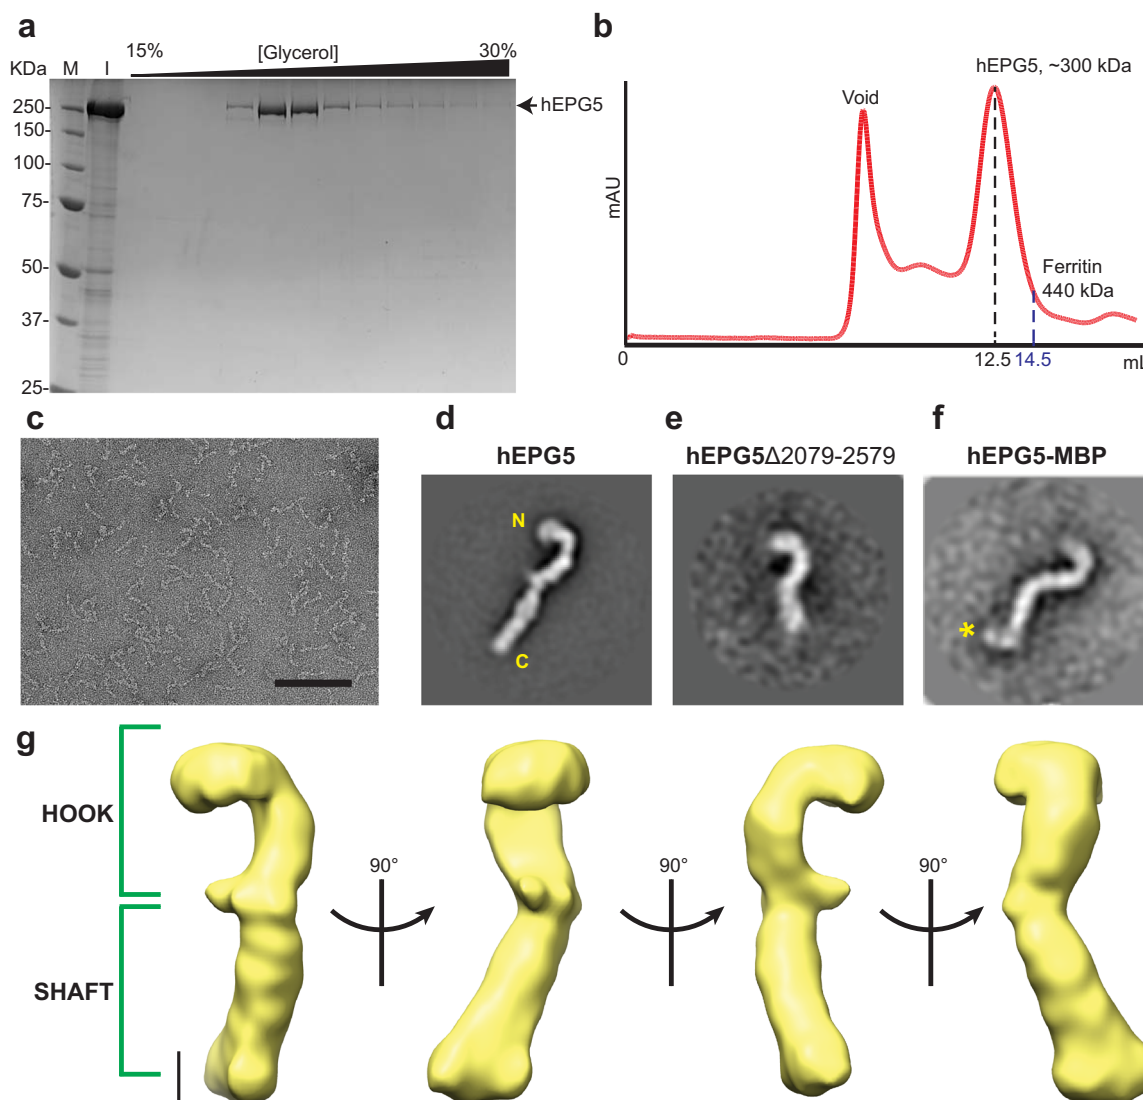 a
15% [Glycerol] 30%
KDa M I
250-
hEPG5
150-
100-
75-
50-
37-
25-
b
hEPG5, ~300 kDa
Void
mAU
Ferritin
440 kDa
0 12.5 14.5 mL
c
d
hEPG5
N
C
e
hEPG5Δ2079-2579
f
hEPG5-MBP
*
g
HOOK
SHAFT
90°
90°
90°